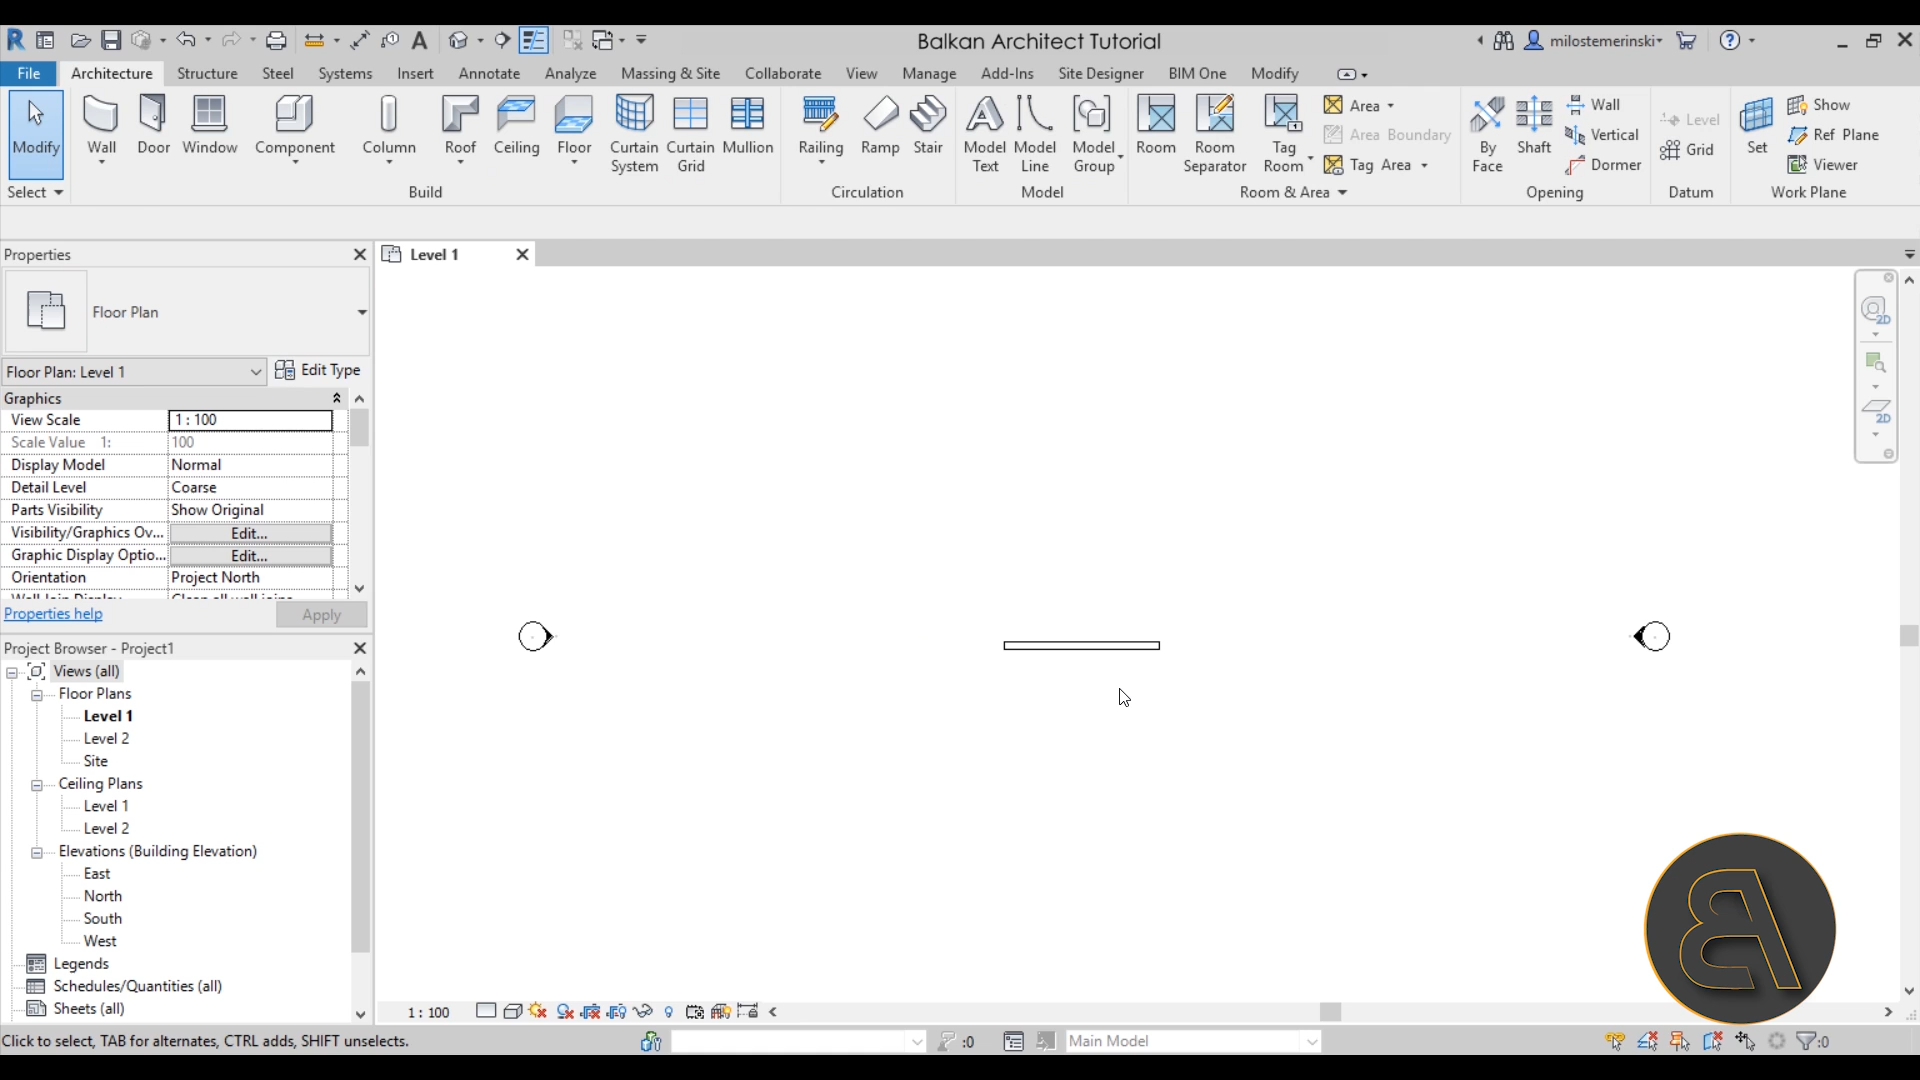 Balkan Architect Tutorial
milostemerinski
File Architecture Structure Steel Systems Insert Annotate Analyze Massing & Site Collaborate View Manage Add-Ins Site Designer BIM One Modify
Modify
Wall
Door
Window
Component
Column
Roof
Ceiling
Floor
Curtain System
Curtain Grid
Mullion
Railing
Ramp
Stair
Model Text
Model Line
Model Group
Room
Room Separator
Tag Room
Area
Area Boundary
Tag Area
By Face
Shaft
Wall
Vertical
Dormer
Level
Grid
Set
Show
Ref Plane
Viewer
Select Build Circulation Model Room & Area Opening Datum Work Plane
Properties
Level 1
Floor Plan
Floor Plan: Level 1 Edit Type
Graphics
View Scale 1 : 100
Scale Value 1: 100
Display Model Normal
Detail Level Coarse
Parts Visibility Show Original
Visibility/Graphics Ov... Edit...
Graphic Display Optio... Edit...
Orientation Project North
Properties help Apply
Project Browser - Project1
Views (all)
Floor Plans
Level 1
Level 2
Site
Ceiling Plans
Level 1
Level 2
Elevations (Building Elevation)
East
North
South
West
Legends
Schedules/Quantities (all)
Sheets (all)
2D
2D
1 : 100
Click to select, TAB for alternates, CTRL adds, SHIFT unselects.
:0
Main Model
:0